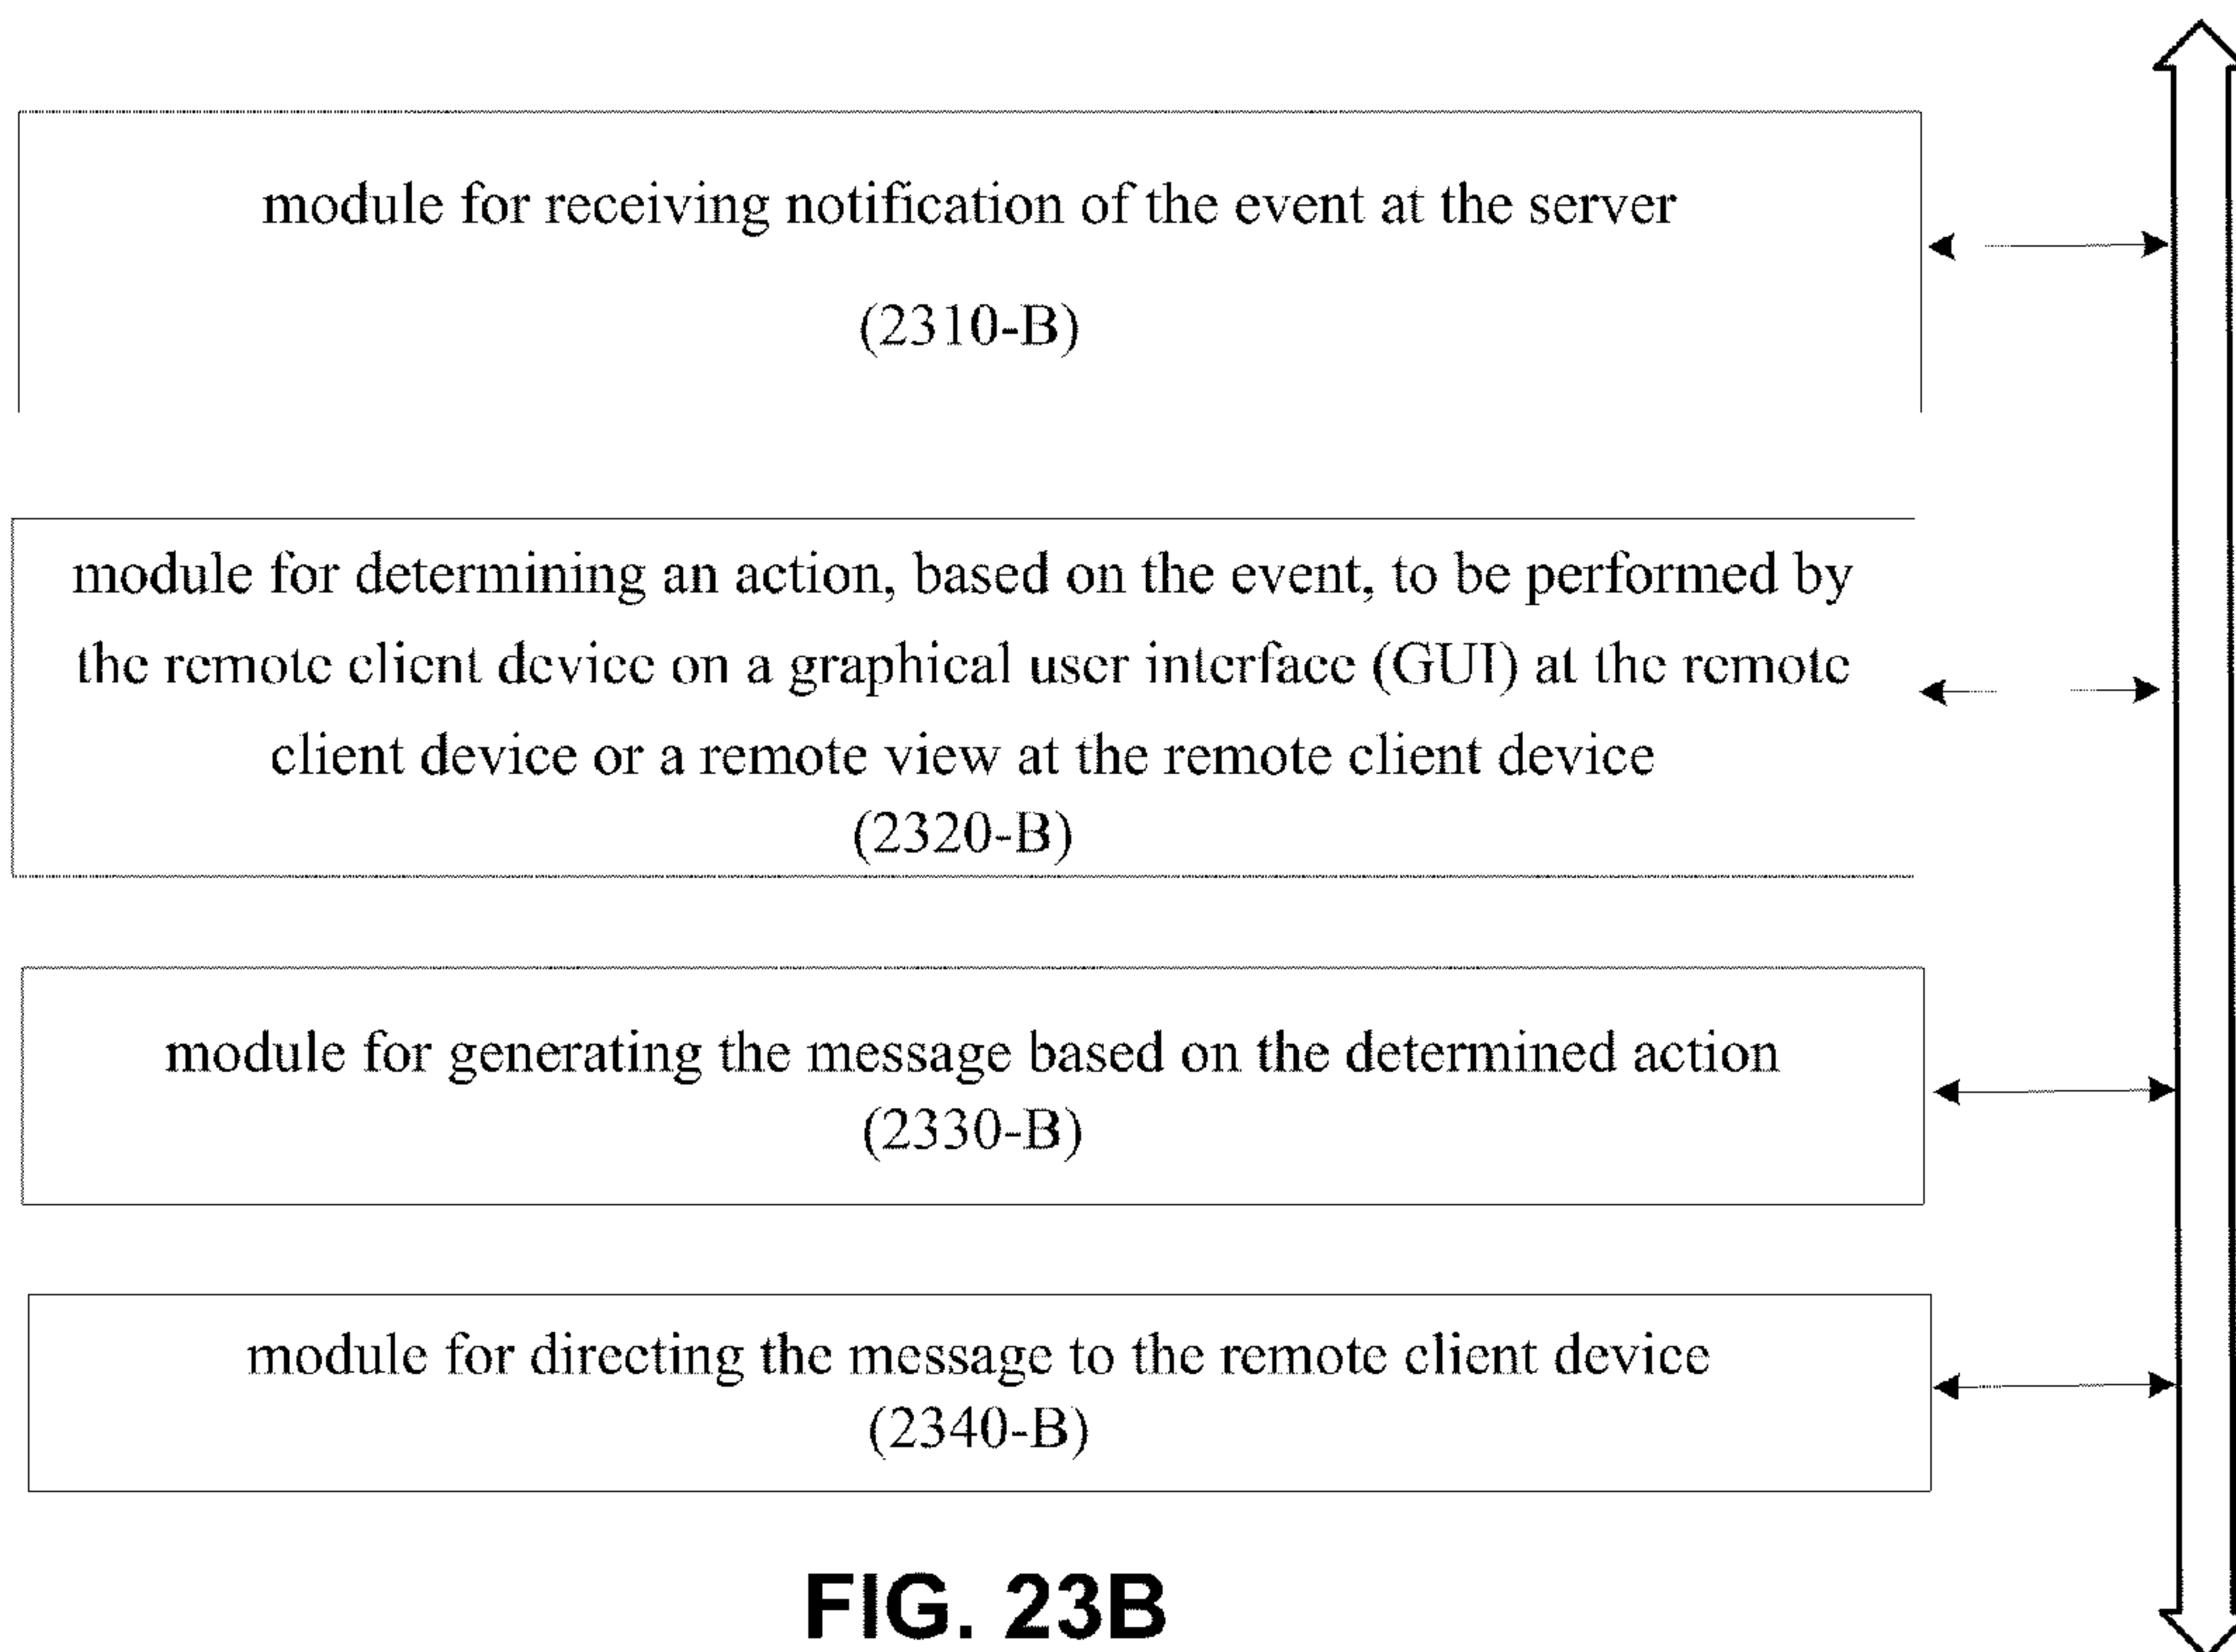 module for receiving notification of the event at the server
(2310-B)
module for determining an action, based on the event, to be performed by
the remote client device on a graphical user interface (GUI) at the remote
client device or a remote view at the remote client device
(2320-B)
module for generating the message based on the determined action
(2330-B)
module for directing the message to the remote client device
(2340-B)
FIG. 23B